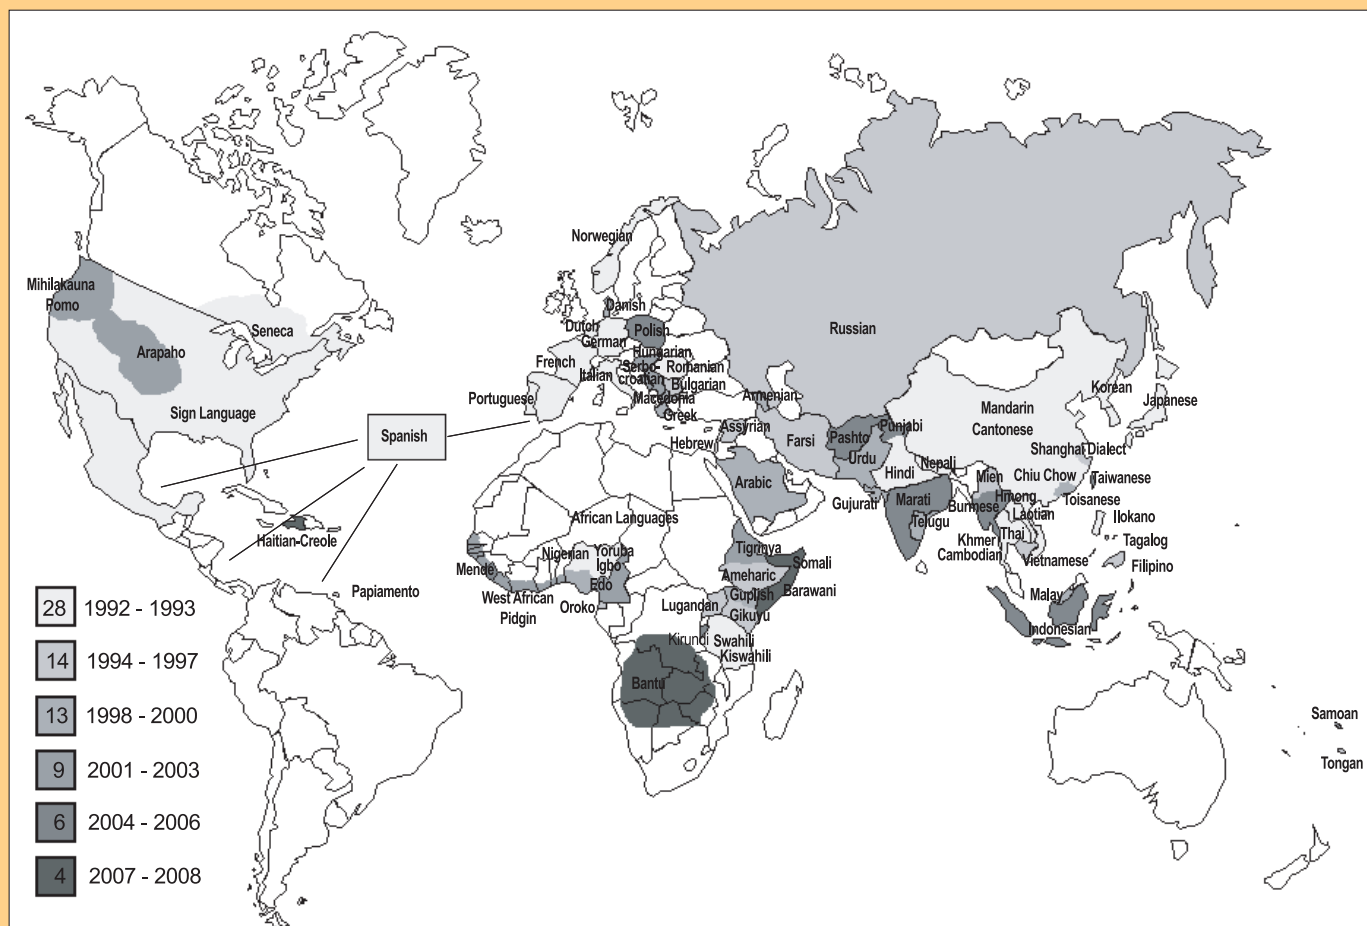 Norwegian
Mihilakauna
Pomo
Seneca
Arapaho
Sign Language
Danish
Dutch
Polish
German
Hungarian
French
Serbo-
croatian
Romanian
Italian
Bulgarian
Macedonia
Portuguese
Greek
Spanish
Russian
Armenian
Korean
Japanese
Mandarin
Cantonese
Assyrian
Hebrew
Farsi
Pashto
Punjabi
Urdu
Shanghai Dialect
Hindi
Nepali
Mien
Chiu Chow
Taiwanese
Arabic
Gujurati
Marati
Hmong
Toisanese
Burmese
Laotian
Telugu
Ilokano
Thai
Khmer
Cambodian
Tagalog
Vietnamese
Filipino
Haitian-Creole
African Languages
Nigerian
Yoruba
Igbo
Tigrinya
Somali
Mende
Ameharic
Edo
Barawani
Papiamento
West African
Pidgin
Oroko
Lugandan
Guplish
Gikuyu
Malay
Indonesian
Kirundi
Swahili
Kiswahili
Bantu
Samoan
Tongan
28 1992 - 1993
14 1994 - 1997
13 1998 - 2000
9 2001 - 2003
6 2004 - 2006
4 2007 - 2008